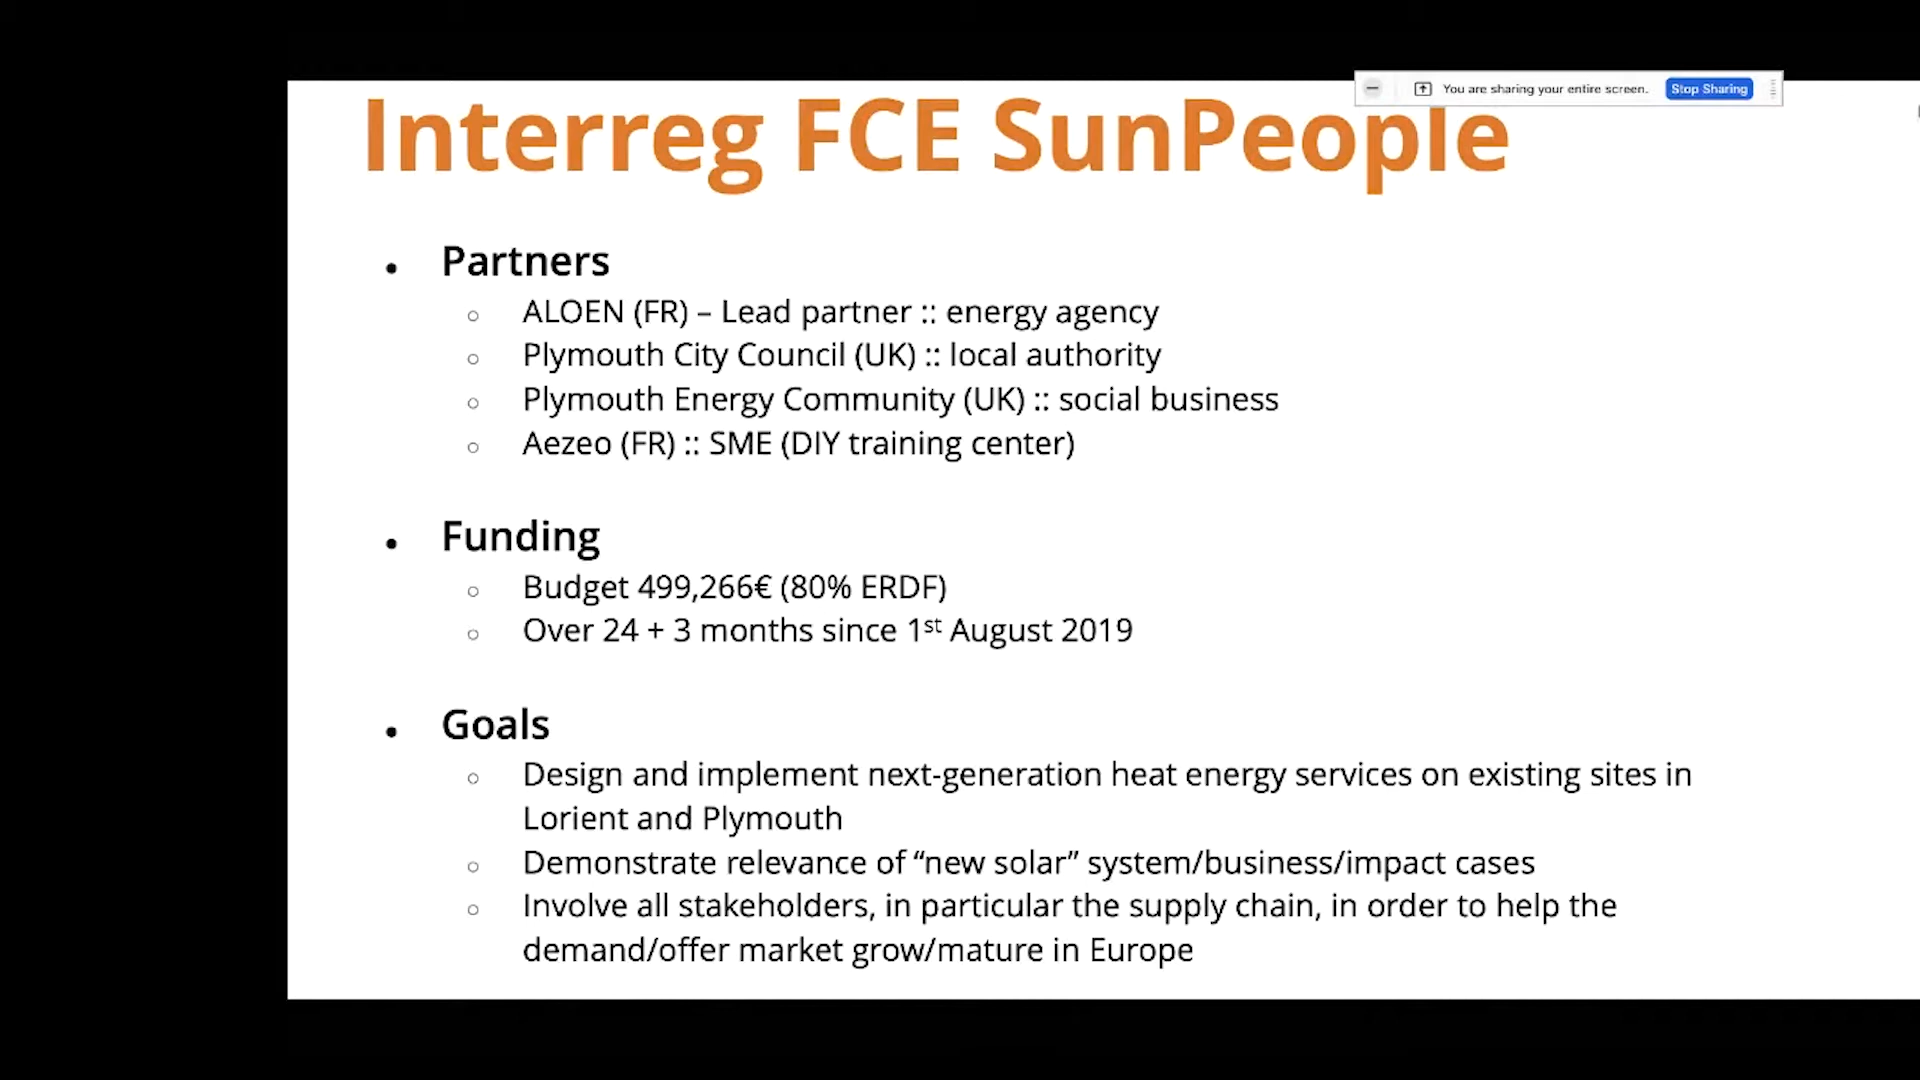 You are sharing your entire screen.
Stop Sharing
Interreg FCE SunPeople
• Partners
○ ALOEN (FR) – Lead partner :: energy agency
○ Plymouth City Council (UK) :: local authority
○ Plymouth Energy Community (UK) :: social business
○ Aezeo (FR) :: SME (DIY training center)
• Funding
○ Budget 499,266€ (80% ERDF)
○ Over 24 + 3 months since 1st August 2019
• Goals
○ Design and implement next-generation heat energy services on existing sites in
Lorient and Plymouth
○ Demonstrate relevance of “new solar” system/business/impact cases
○ Involve all stakeholders, in particular the supply chain, in order to help the
demand/offer market grow/mature in Europe